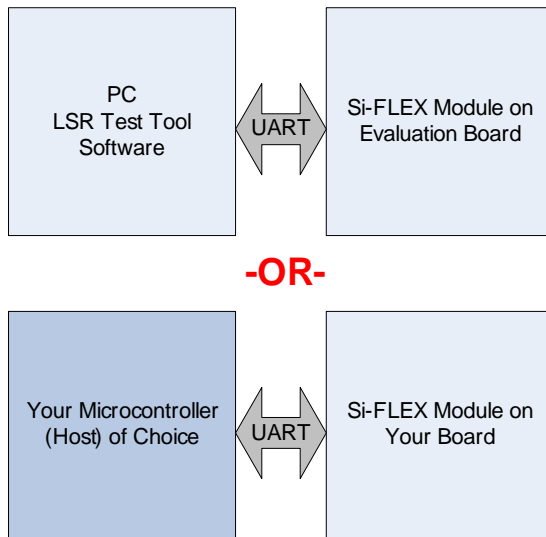 PC
LSR Test Tool
Software
UART
Si-FLEX Module on
Evaluation Board
-OR-
Your Microcontroller
(Host) of Choice
UART
Si-FLEX Module on
Your Board